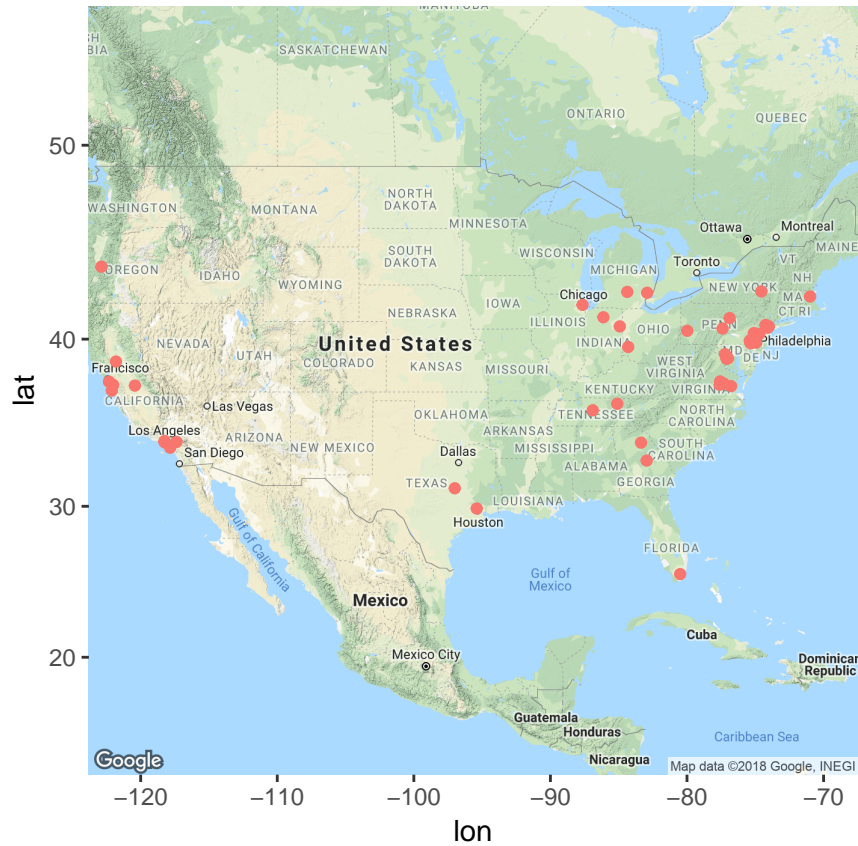 MANITOBA
SASKATCHEWAN
ONTARIO
QUEBEC
WASHINGTON
MONTANA
NORTH
DAKOTA
MINNESOTA
Ottawa
Montreal
MAINE
OREGON
IDAHO
SOUTH
DAKOTA
WISCONSIN
MICHIGAN
Toronto
VT
NH
WYOMING
Chicago
NEW YORK
MA
CT RI
IOWA
NEBRASKA
ILLINOIS
INDIANA
OHIO
PENN
Philadelphia
NEVADA
UTAH
United States
COLORADO
KANSAS
MISSOURI
WEST
VIRGINIA
MD
DE
NJ
Francisco
CALIFORNIA
Las Vegas
KENTUCKY
VIRGINIA
OKLAHOMA
TENNESSEE
NORTH
CAROLINA
Los Angeles
ARIZONA
NEW MEXICO
ARKANSAS
San Diego
Dallas
MISSISSIPPI
ALABAMA
SOUTH
CAROLINA
TEXAS
GEORGIA
LOUISIANA
Houston
Gulf of California
FLORIDA
Gulf of
Mexico
Mexico
Cuba
Mexico City
Dominican
Republic
Guatemala
Honduras
Caribbean Sea
Nicaragua
Google
Map data ©2018 Google, INEGI
50
40
30
20
lat
−120
−110
−100
−90
−80
−70
lon